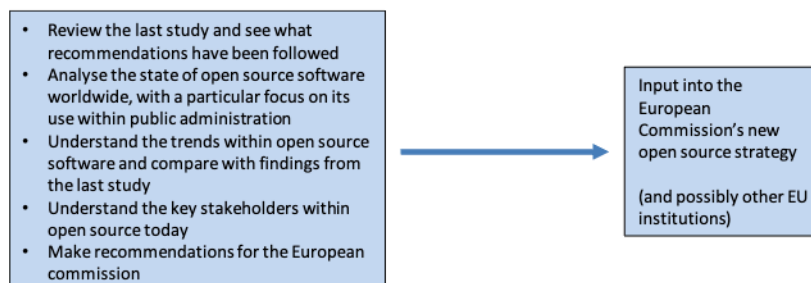 • Review the last study and see what
recommendations have been followed
• Analyse the state of open source software
worldwide, with a particular focus on its
use within public administration
• Understand the trends within open source
software and compare with findings from
the last study
• Understand the key stakeholders within
open source today
• Make recommendations for the European
commission
Input into the
European
Commission's new
open source strategy
(and possibly other EU
institutions)